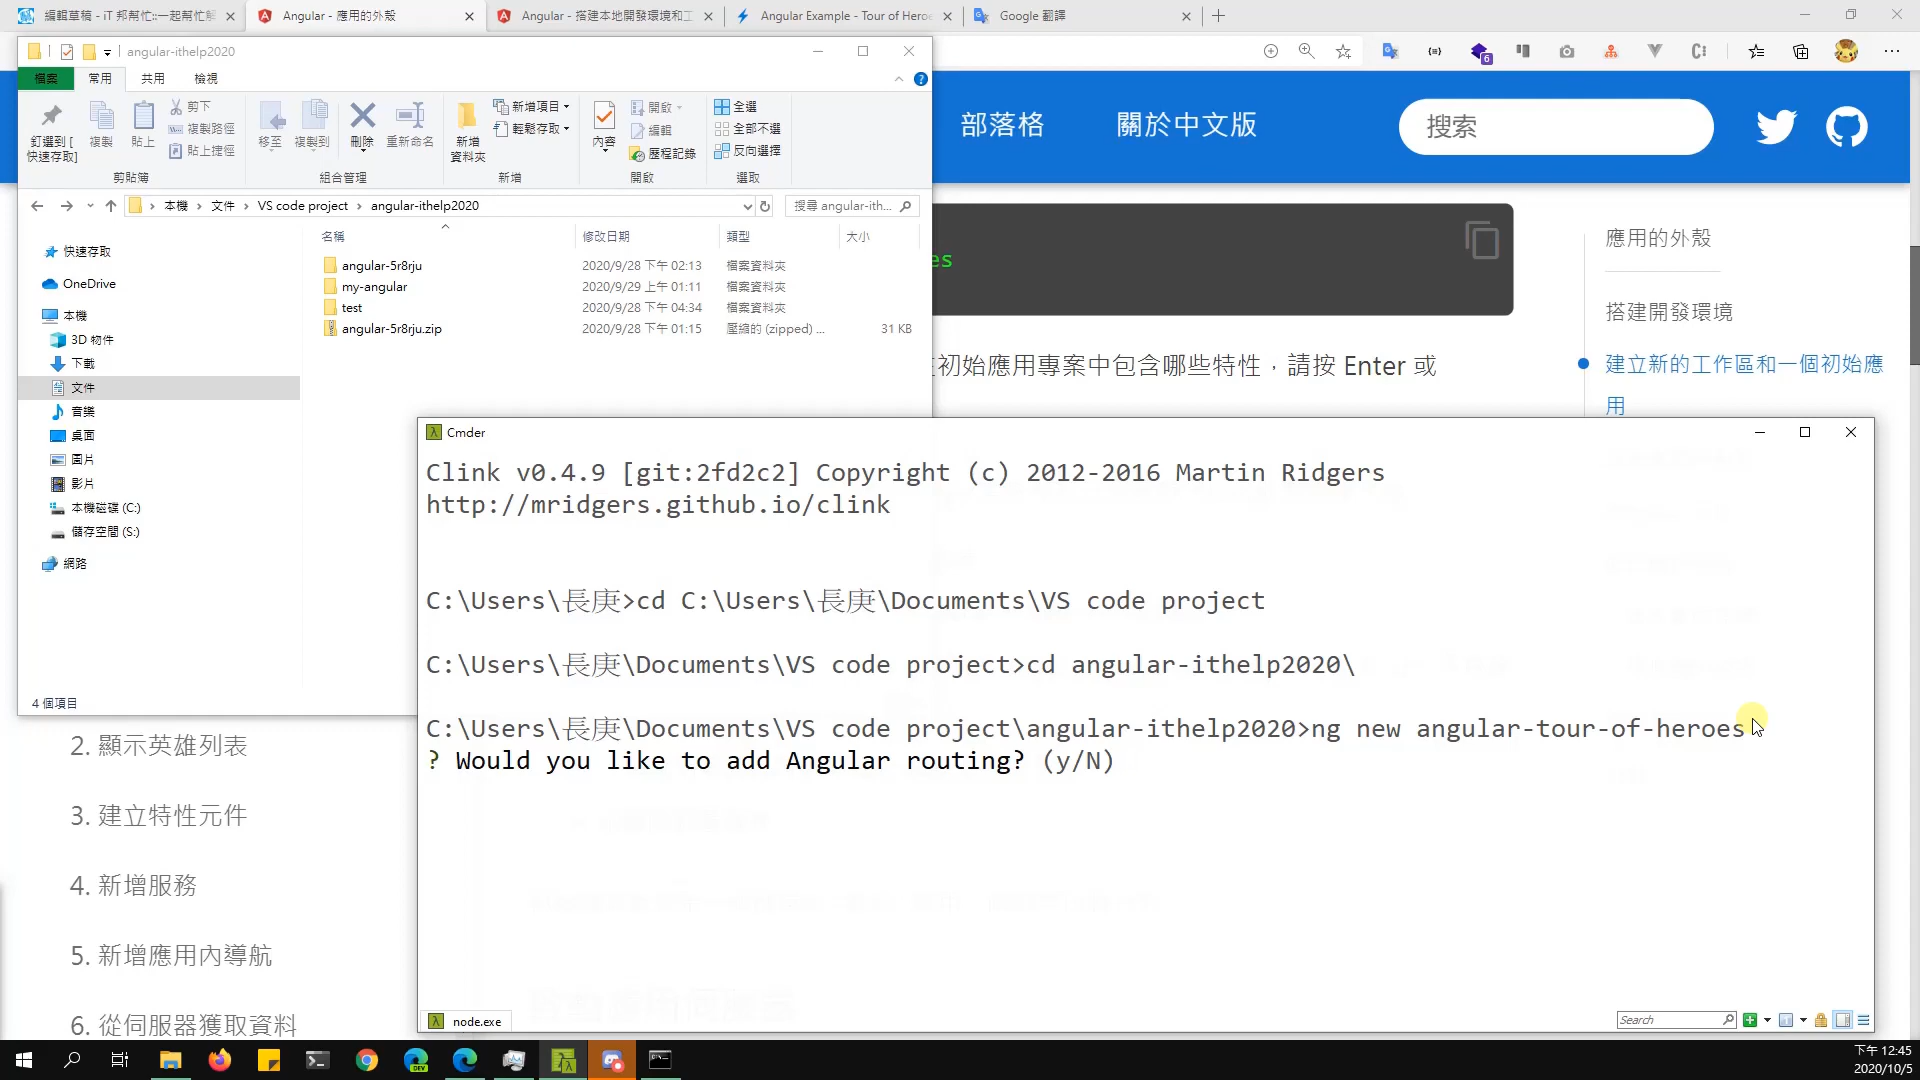 編輯草稿 - iT 邦幫忙::一起幫忙解
Angular - 應用的外殼
Angular - 搭建本地開發環境和工
Angular Example - Tour of Heroe
Google 翻譯
angular-ithelp2020
檔案
常用
共用
檢視
釘選到 [
快速存取]
複製
貼上
剪下
複製路徑
貼上捷徑
剪貼簿
移至
複製到
刪除
重新命名
組合管理
新增
資料夾
新增項目
輕鬆存取
新增
內容
開啟
編輯
歷程記錄
開啟
全選
全部不選
反向選擇
選取
本機 › 文件 › VS code project › angular-ithelp2020
搜尋 angular-ith...
名稱
修改日期
類型
大小
angular-5r8rju 2020/9/28 下午 02:13 檔案資料夾
my-angular 2020/9/29 上午 01:11 檔案資料夾
test 2020/9/28 下午 04:34 檔案資料夾
angular-5r8rju.zip 2020/9/28 下午 01:15 壓縮的 (zipped) ... 31 KB
快速存取
OneDrive
本機
3D 物件
下載
文件
音樂
桌面
圖片
影片
本機磁碟 (C:)
儲存空間 (S:)
網路
4 個項目
6
部落格
關於中文版
搜索
es
初始應用專案中包含哪些特性，請按 Enter 或
應用的外殼
搭建開發環境
建立新的工作區和一個初始應
用
Cmder
Clink v0.4.9 [git:2fd2c2] Copyright (c) 2012-2016 Martin Ridgers
http://mridgers.github.io/clink
C:\Users\長庚>cd C:\Users\長庚\Documents\VS code project
C:\Users\長庚\Documents\VS code project>cd angular-ithelp2020\
C:\Users\長庚\Documents\VS code project\angular-ithelp2020>ng new angular-tour-of-heroes
? Would you like to add Angular routing? (y/N)
node.exe
Search
2. 顯示英雄列表
3. 建立特性元件
4. 新增服務
5. 新增應用內導航
6. 從伺服器獲取資料
DEV
下午 12:45
2020/10/5